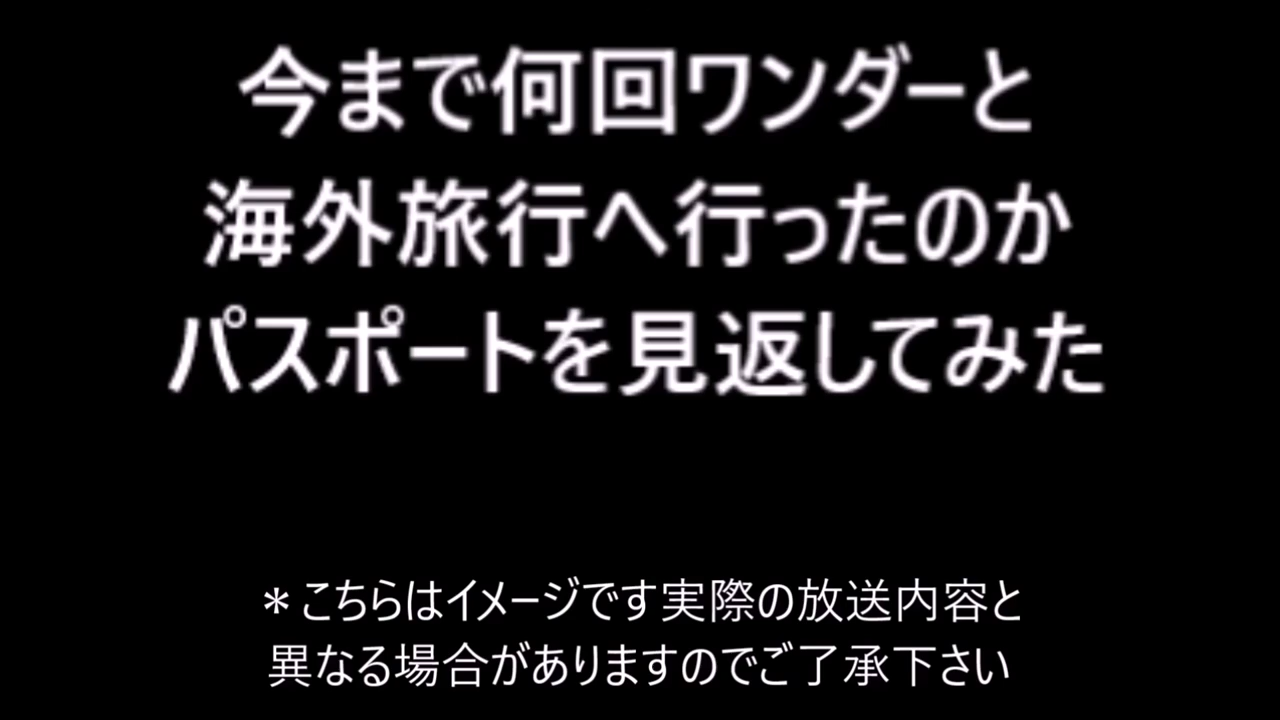 今まで何回ワンダーと
海外旅行へ行ったのか
パスポートを見返してみた
＊こちらはイメージです実際の放送内容と
異なる場合がありますのでご了承下さい